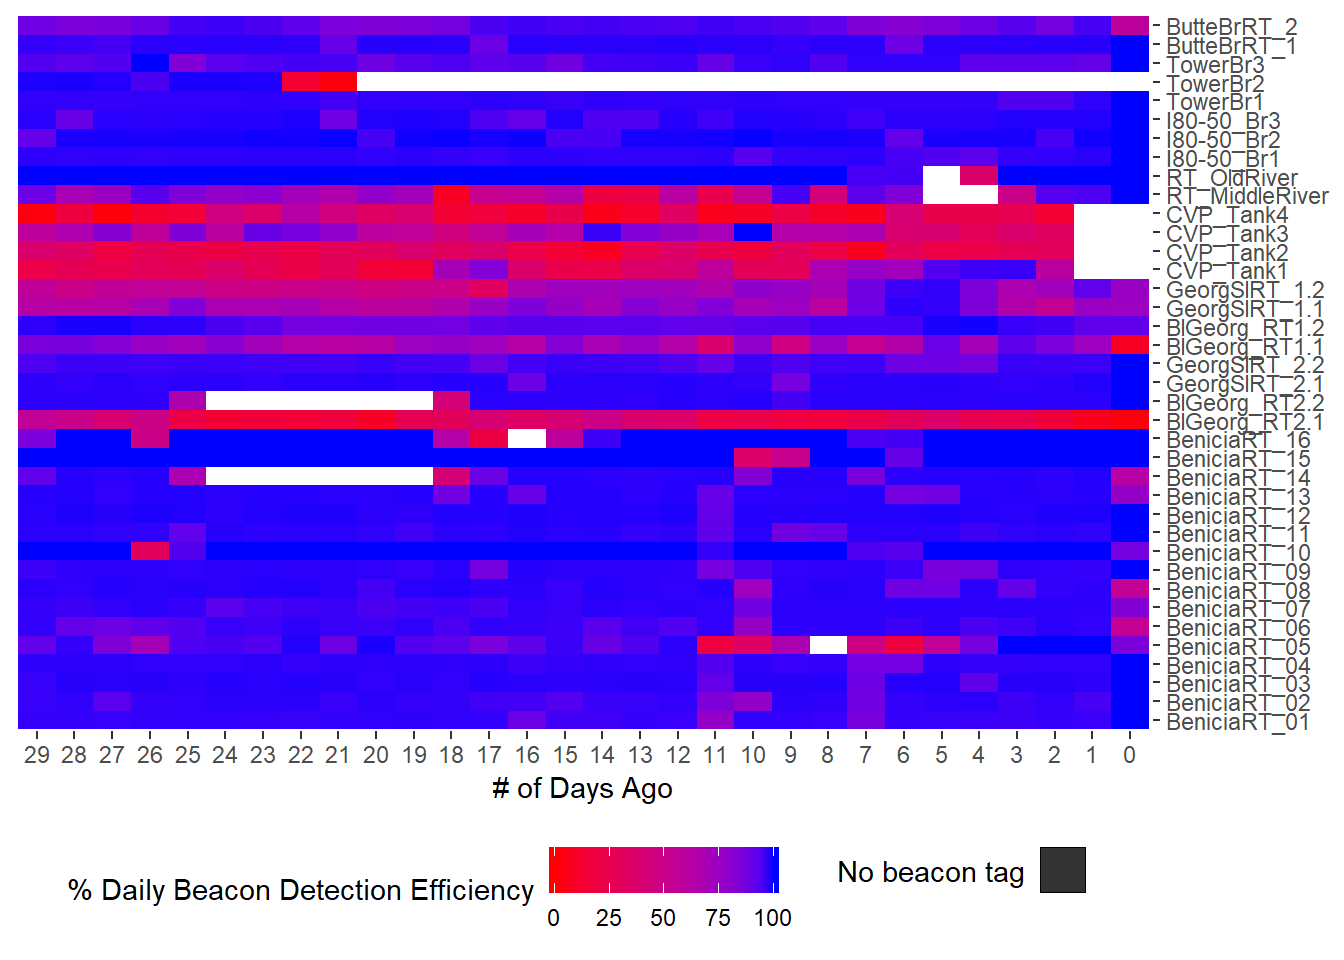 ButteBrRT_2
ButteBrRT_1
TowerBr3
TowerBr2
TowerBr1
I80-50_Br3
I80-50_Br2
I80-50_Br1
RT_OldRiver
RT_MiddleRiver
CVP_Tank4
CVP_Tank3
CVP_Tank2
CVP_Tank1
GeorgSlRT_1.2
GeorgSlRT_1.1
BlGeorg_RT1.2
BlGeorg_RT1.1
GeorgSlRT_2.2
GeorgSlRT_2.1
BlGeorg_RT2.2
BlGeorg_RT2.1
BeniciaRT_16
BeniciaRT_15
BeniciaRT_14
BeniciaRT_13
BeniciaRT_12
BeniciaRT_11
BeniciaRT_10
BeniciaRT_09
BeniciaRT_08
BeniciaRT_07
BeniciaRT_06
BeniciaRT_05
BeniciaRT_04
BeniciaRT_03
BeniciaRT_02
BeniciaRT_01
29 28 27 26 25 24 23 22 21 20 19 18 17 16 15 14 13 12 11 10 9 8 7 6 5 4 3 2 1 0
# of Days Ago
% Daily Beacon Detection Efficiency
0 25 50 75 100
No beacon tag